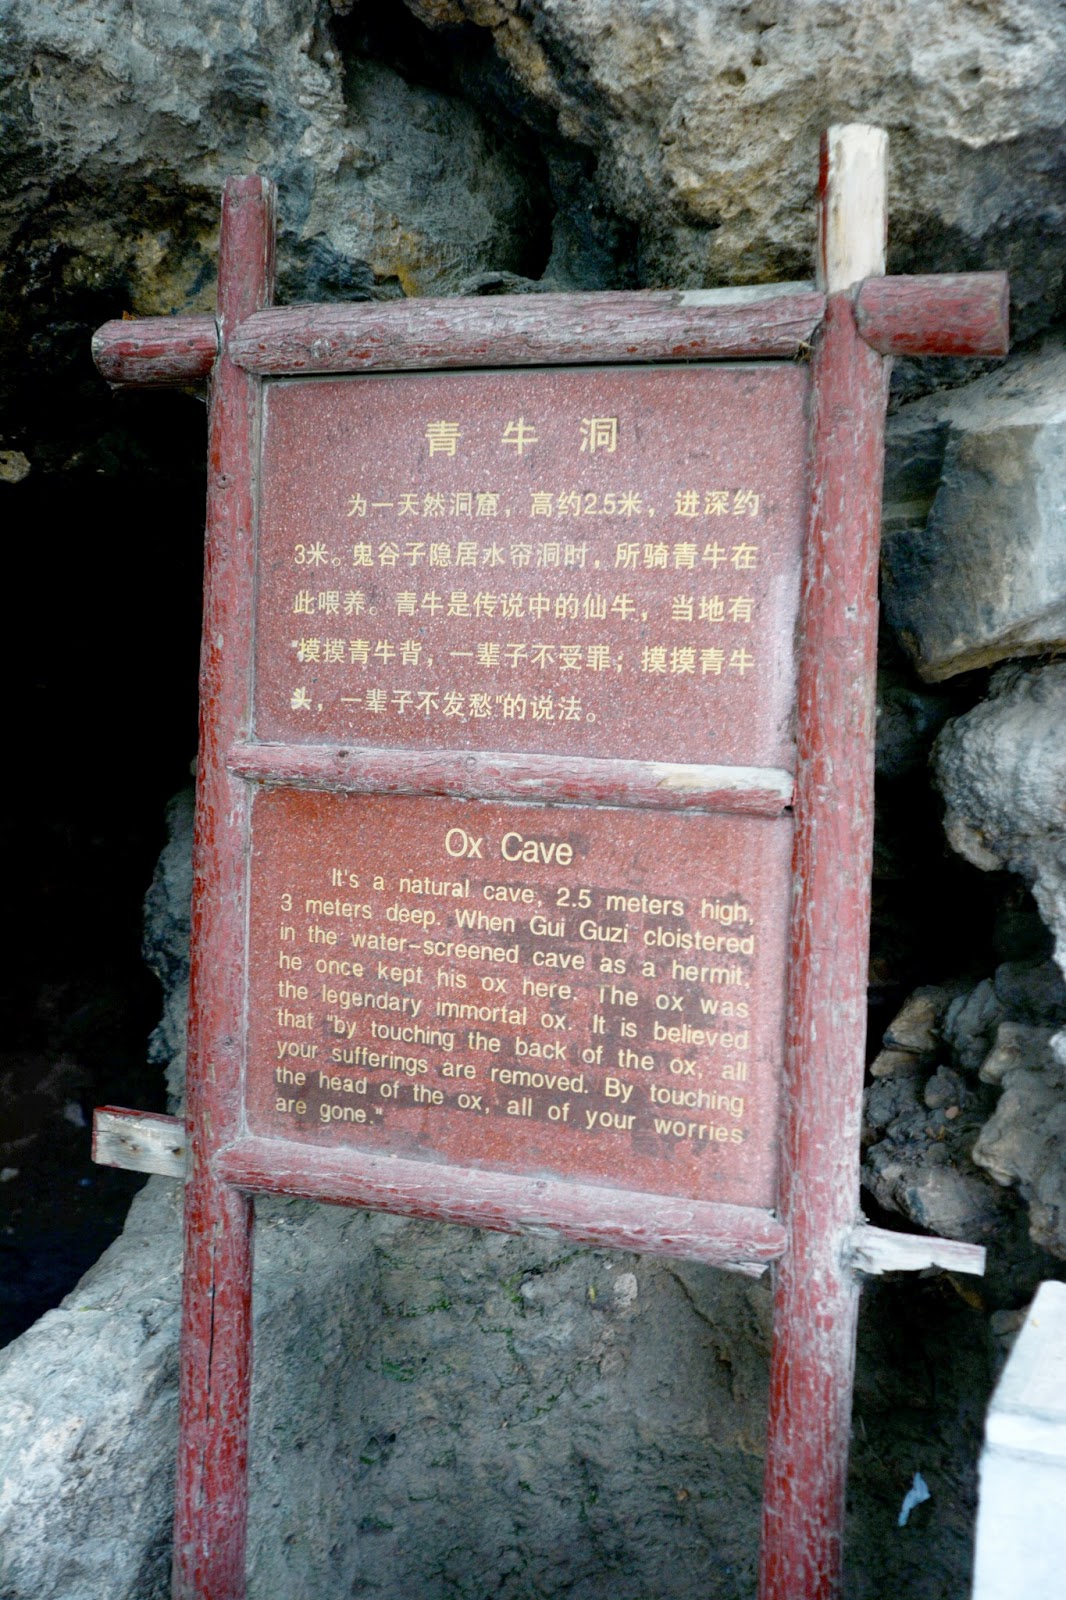 青牛洞
为一天然洞窟，高约2.5米，进深约
3米。鬼谷子隐居水帘洞时，所骑青牛在
此喂养。青牛是传说中的仙牛，当地有
"摸摸青牛背，一辈子不受罪；摸摸青牛
头，一辈子不发愁"的说法。
Ox Cave
It's a natural cave, 2.5 meters high,
3 meters deep. When Gui Guzi cloistered
in the water-screened cave as a hermit,
he once kept his ox here. The ox was
the legendary immortal ox. It is believed
that "by touching the back of the ox, all
your sufferings are removed. By touching
the head of the ox, all of your worries
are gone."